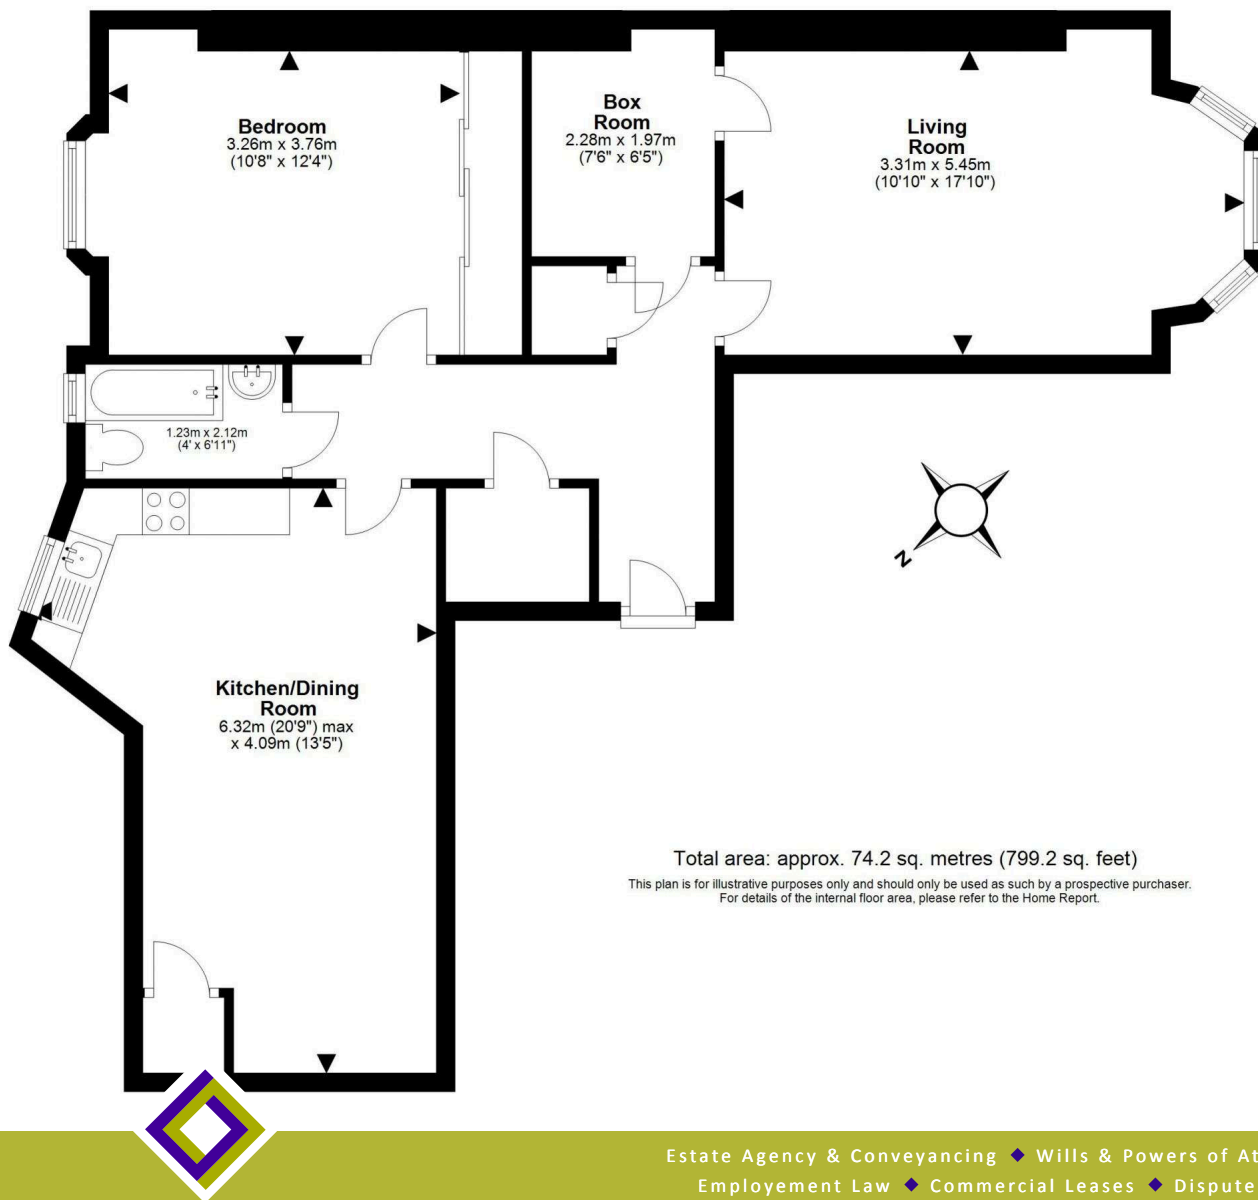 Bedroom
3.26m x 3.76m
(10'8" x 12'4")
Box
Room
2.28m x 1.97m
(7'6" x 6'5")
Living
Room
3.31m x 5.45m
(10'10" x 17'10")
1.23m x 2.12m
(4' x 6'11")
N
Kitchen/Dining
Room
6.32m (20'9") max
x 4.09m (13'5")
Total area: approx. 74.2 sq. metres (799.2 sq. feet)
This plan is for illustrative purposes only and should only be used as such by a prospective purchaser.
For details of the internal floor area, please refer to the Home Report.
Estate Agency & Conveyancing ◆ Wills & Powers of At
Employement Law ◆ Commercial Leases ◆ Dispute